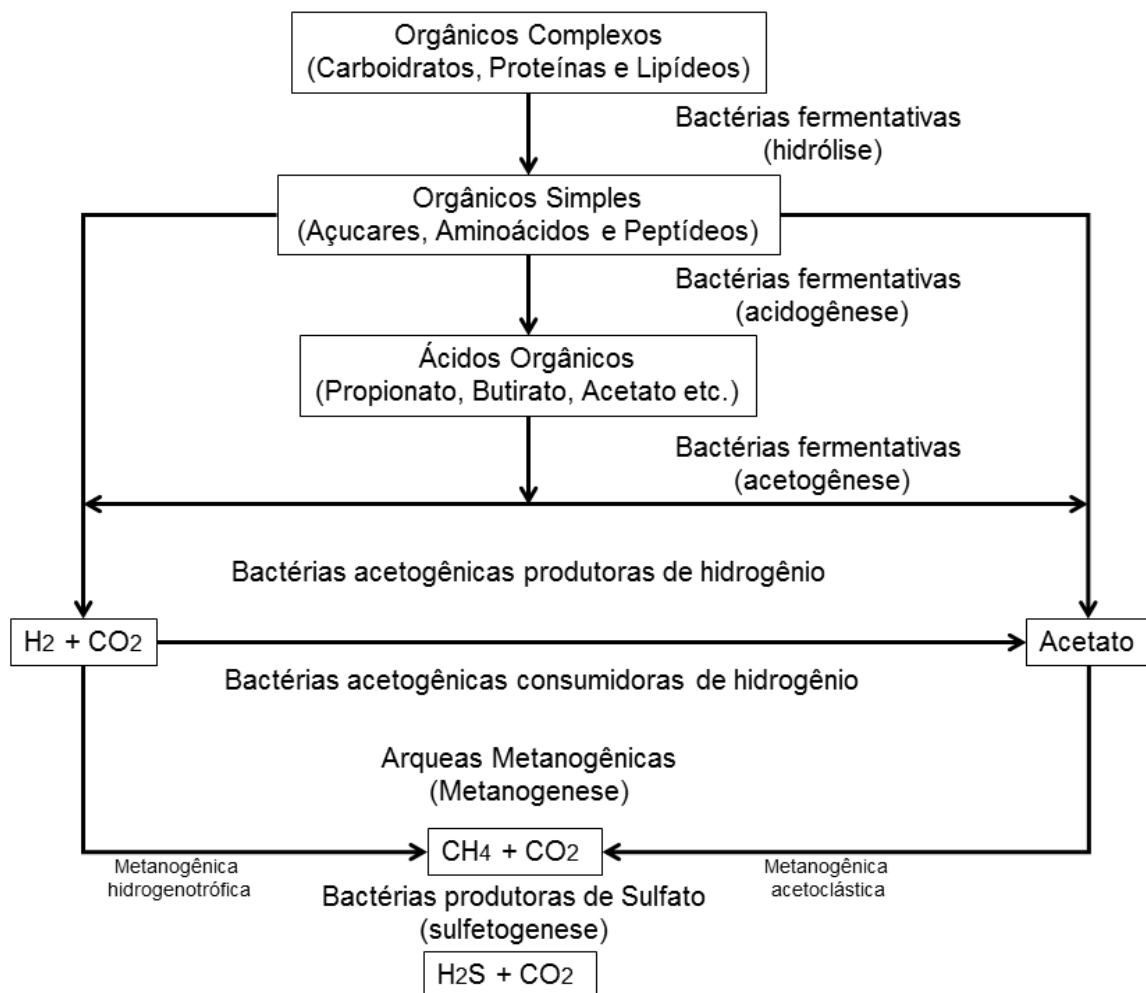 Orgânicos Complexos
(Carboidratos, Proteínas e Lipídeos)
Bactérias fermentativas
(hidrólise)
Orgânicos Simples
(Açucares, Aminoácidos e Peptídeos)
Bactérias fermentativas
(acidogênese)
Ácidos Orgânicos
(Propionato, Butirato, Acetato etc.)
Bactérias fermentativas
(acetogênese)
Bactérias acetogênicas produtoras de hidrogênio
H2 + CO2
Acetato
Bactérias acetogênicas consumidoras de hidrogênio
Arqueas Metanogênicas
(Metanogenese)
CH4 + CO2
Metanogênica
hidrogenotrófica
Metanogênica
acetoclástica
Bactérias produtoras de Sulfato
(sulfetogenese)
H2S + CO2